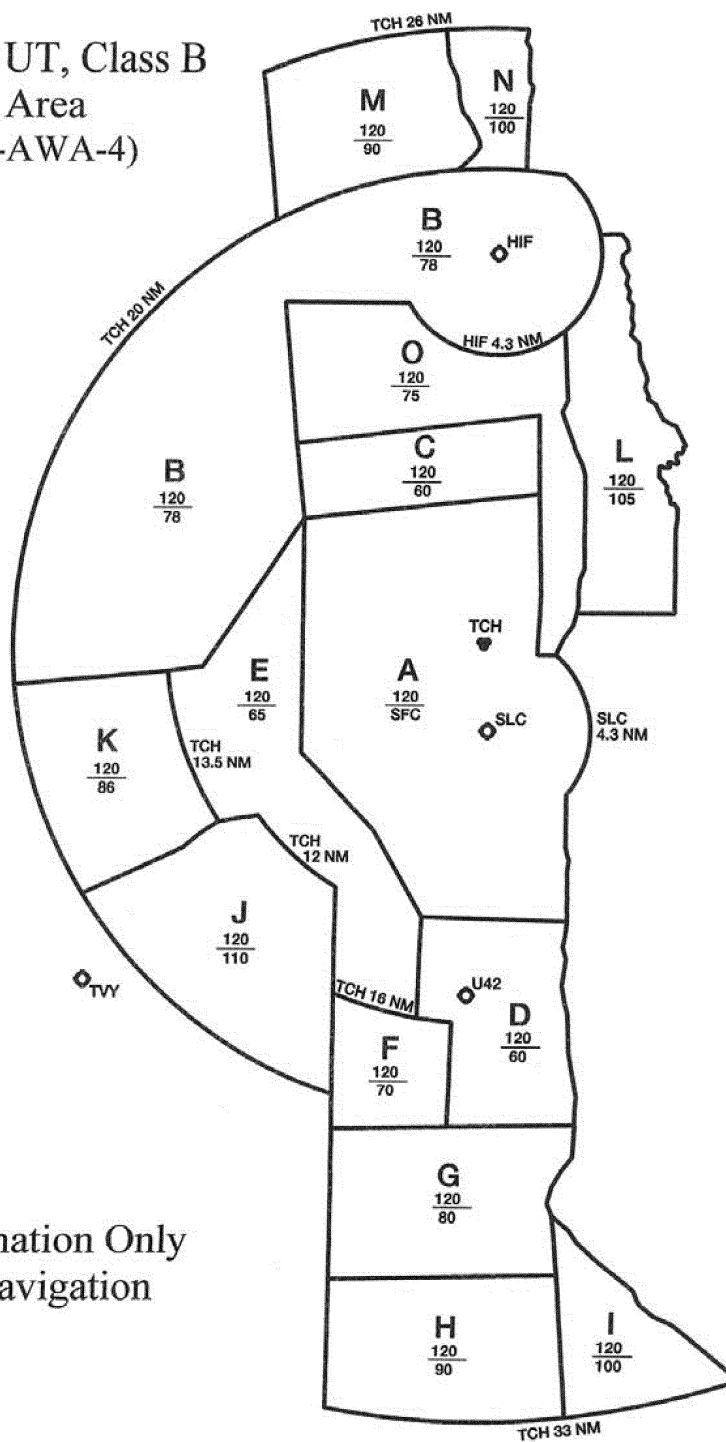 UT, Class B
Area
-AWA-4)
TCH 26 NM
M
120
90
N
120
100
B
120
78
HIF
TCH 20 NM
HIF 4.3 NM
O
120
75
C
120
60
L
120
105
B
120
78
TCH
E
120
65
A
120
SFC
SLC
SLC
4.3 NM
K
120
86
TCH
13.5 NM
TCH
12 NM
J
120
110
TVY
TCH 16 NM
U42
D
120
60
F
120
70
G
120
80
nation Only
avigation
H
120
90
I
120
100
TCH 33 NM